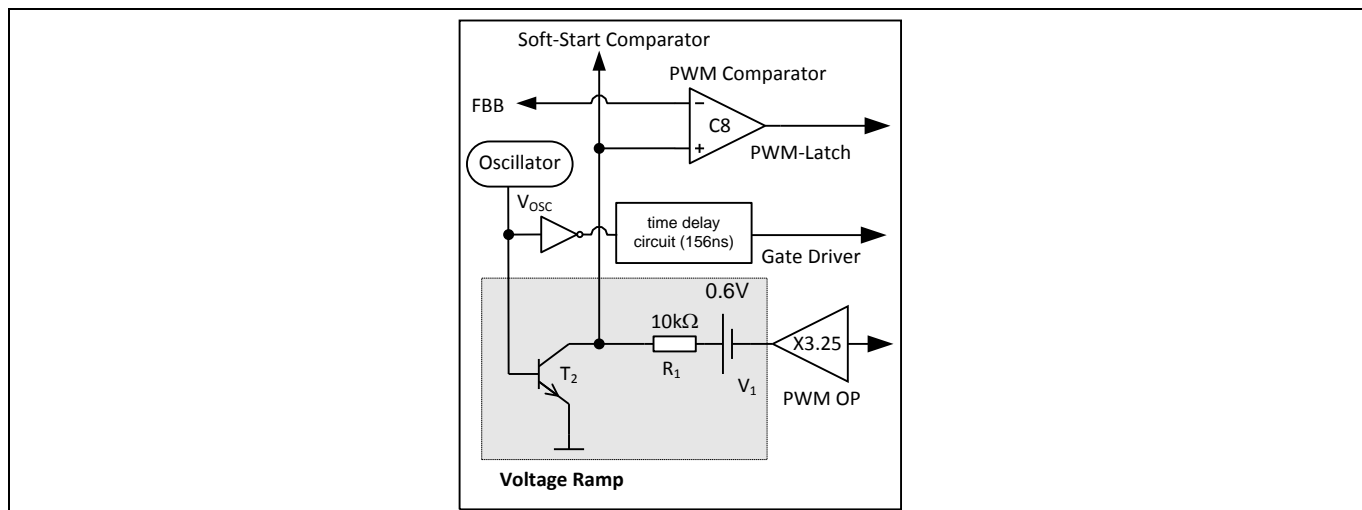 Soft-Start Comparator
PWM Comparator
FBB
−
C8
+
PWM-Latch
Oscillator
VOSC
time delay
circuit (156ns)
Gate Driver
0.6V
10kΩ
X3.25
T2
R1
V1
PWM OP
Voltage Ramp